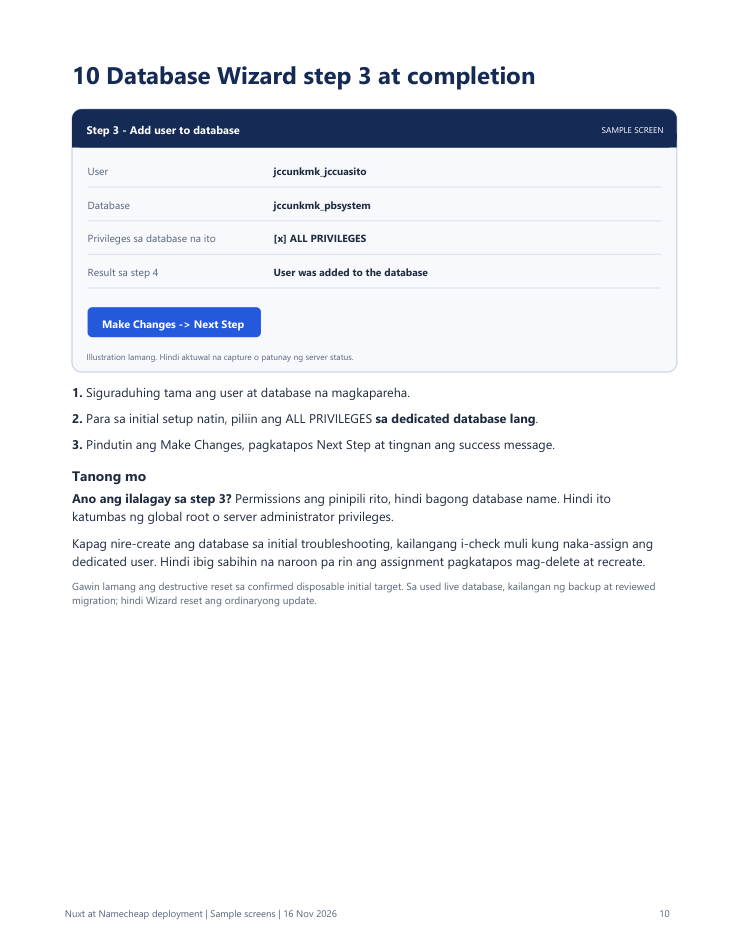 10 Database Wizard step 3 at completion
Step 3 - Add user to database
SAMPLE SCREEN
User
jccunkmk_jccuasito
Database
jccunkmk_pbsystem
Privileges sa database na ito
[x] ALL PRIVILEGES
Result sa step 4
User was added to the database
Make Changes -> Next Step
Illustration lamang. Hindi aktuwal na capture o patunay ng server status.
1. Siguraduhing tama ang user at database na magkapareha.
2. Para sa initial setup natin, piliin ang ALL PRIVILEGES sa dedicated database lang.
3. Pindutin ang Make Changes, pagkatapos Next Step at tingnan ang success message.
Tanong mo
Ano ang ilalagay sa step 3? Permissions ang pinipili rito, hindi bagong database name. Hindi ito
katumbas ng global root o server administrator privileges.
Kapag nire-create ang database sa initial troubleshooting, kailangang i-check muli kung naka-assign ang
dedicated user. Hindi ibig sabihin na naroon pa rin ang assignment pagkatapos mag-delete at recreate.
Gawin lamang ang destructive reset sa confirmed disposable initial target. Sa used live database, kailangan ng backup at reviewed
migration; hindi Wizard reset ang ordinaryong update.
Nuxt at Namecheap deployment | Sample screens | 16 Nov 2026
10